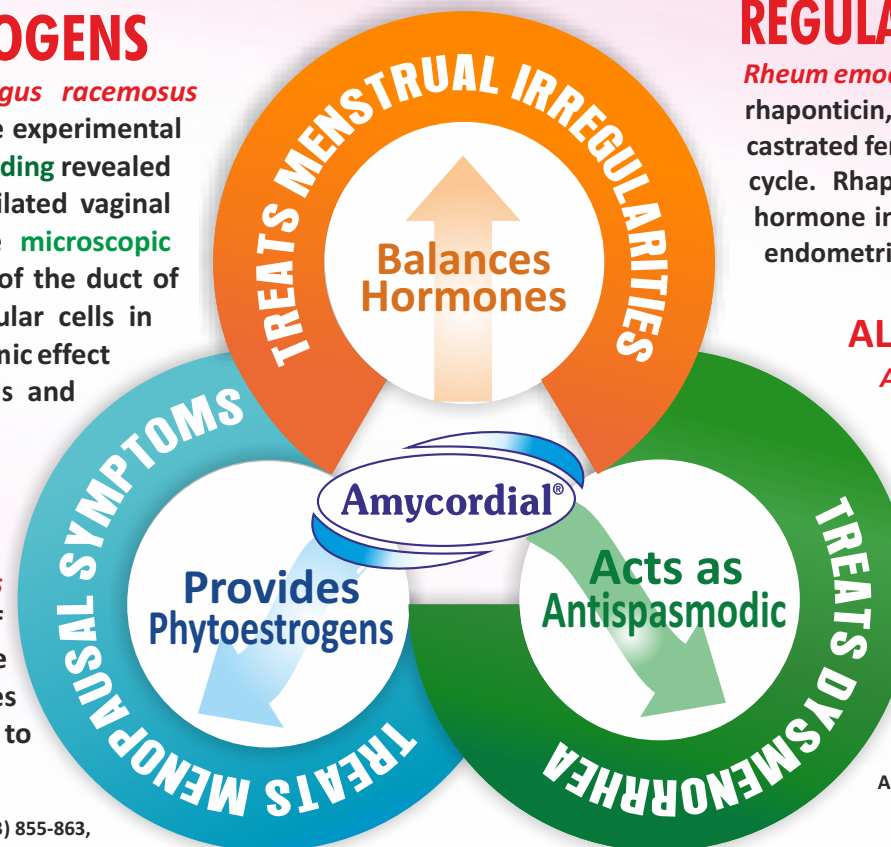 OGENS
gus racemosus
e experimental
ding revealed
ilated vaginal
e microscopic
of the duct of
ular cells in
nic effect
s and
REGULA
Rheum emod
rhaponticin,
castrated fe
cycle. Rhap
hormone in
endometri
AL
A
TREATS MENSTRUAL IRREGULARITIES
Balances
Hormones
Amycordial®
TREATS MENOPAUSAL SYMPTOMS
Provides
Phytoestrogens
TREATS DYSMENORRHEA
Acts as
Antispasmodic
s
f
e
es
to
) 855-863,
A